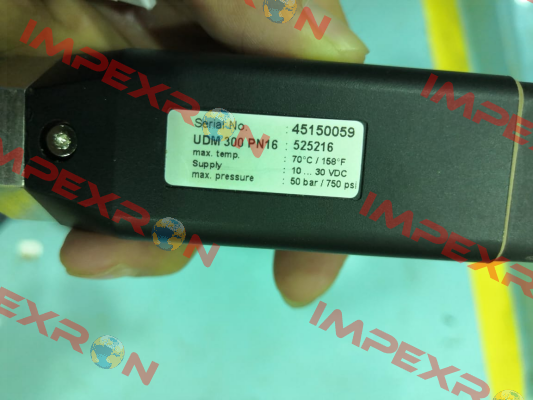 IMPEXRON
Serial No. : 45150059
UDM 300 PN16 : 525216
max. temp. : 70°C / 158°F
Supply : 10 ... 30 VDC
max. pressure : 50 bar / 750 psi
IMPEXRON
IMPEXRON
IMPEXRON
IMPEXRON